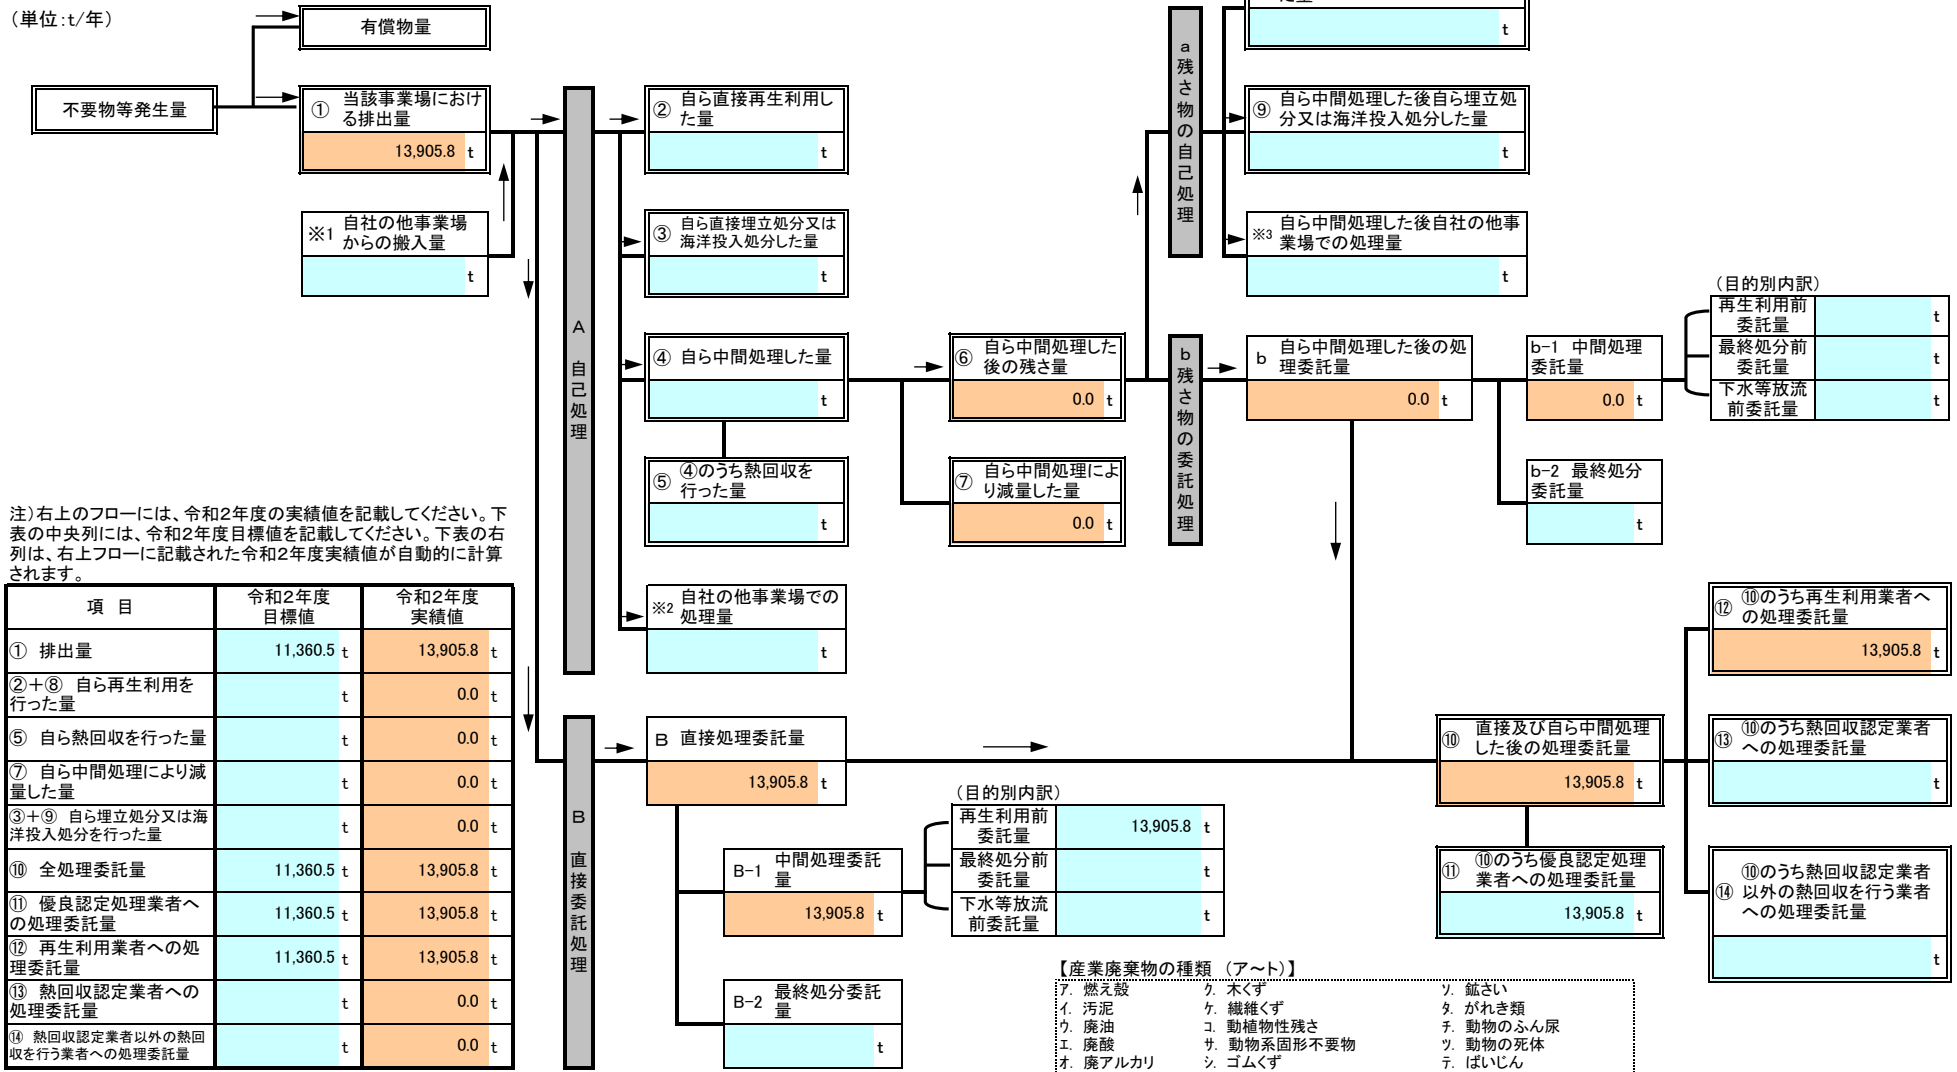 (単位:t/年)
有償物量
不要物等発生量
① 当該事業場におけ
る排出量
13,905.8 t
※1 自社の他事業場
からの搬入量
t
A 自己処理
② 自ら直接再生利用し
た量
t
③ 自ら直接埋立処分又は
海洋投入処分した量
t
④ 自ら中間処理した量
t
⑤ ④のうち熱回収を
行った量
t
※2 自社の他事業場での
処理量
t
⑥ 自ら中間処理した
後の残さ量
0.0 t
⑦ 自ら中間処理によ
り減量した量
0.0 t
a 残さ物の自己処理
t
⑨ 自ら中間処理した後自ら埋立処
分又は海洋投入処分した量
t
※3 自ら中間処理した後自社の他事
業場での処理量
t
b 残さ物の委託処理
b 自ら中間処理した後の処
理委託量
0.0 t
b-1 中間処理
委託量
0.0 t
b-2 最終処分
委託量
t
(目的別内訳)
再生利用前
委託量 t
最終処分前
委託量 t
下水等放流
前委託量 t
注)右上のフローには、令和2年度の実績値を記載してください。下
表の中央列には、令和2年度目標値を記載してください。下表の右
列は、右上フローに記載された令和2年度実績値が自動的に計算
されます。
項 目 令和2年度
目標値 令和2年度
実績値
① 排出量 11,360.5 t 13,905.8 t
②+⑧ 自ら再生利用を
行った量 t 0.0 t
⑤ 自ら熱回収を行った量 t 0.0 t
⑦ 自ら中間処理により減
量した量 t 0.0 t
③+⑨ 自ら埋立処分又は海
洋投入処分を行った量 t 0.0 t
⑩ 全処理委託量 11,360.5 t 13,905.8 t
⑪ 優良認定処理業者へ
の処理委託量 11,360.5 t 13,905.8 t
⑫ 再生利用業者への処
理委託量 11,360.5 t 13,905.8 t
⑬ 熱回収認定業者への
処理委託量 t 0.0 t
⑭ 熱回収認定業者以外の熱回
収を行う業者への処理委託量 t 0.0 t
B 直接委託処理
B 直接処理委託量
13,905.8 t
B-1 中間処理委託
量
13,905.8 t
B-2 最終処分委託
量
t
(目的別内訳)
再生利用前
委託量 13,905.8 t
最終処分前
委託量 t
下水等放流
前委託量 t
⑩ 直接及び自ら中間処理
した後の処理委託量
13,905.8 t
⑪ ⑩のうち優良認定処理
業者への処理委託量
13,905.8 t
⑫ ⑩のうち再生利用業者へ
の処理委託量
13,905.8 t
⑬ ⑩のうち熱回収認定業者
への処理委託量
t
⑭ ⑩のうち熱回収認定業者
以外の熱回収を行う業者
への処理委託量
t
【産業廃棄物の種類 (ア~ト)】
ア. 燃え殻 ク. 木くず ソ. 鉱さい
イ. 汚泥 ケ. 繊維くず タ. がれき類
ウ. 廃油 コ. 動植物性残さ チ. 動物のふん尿
エ. 廃酸 サ. 動物系固形不要物 ツ. 動物の死体
オ. 廃アルカリ シ. ゴムくず テ. ばいじん